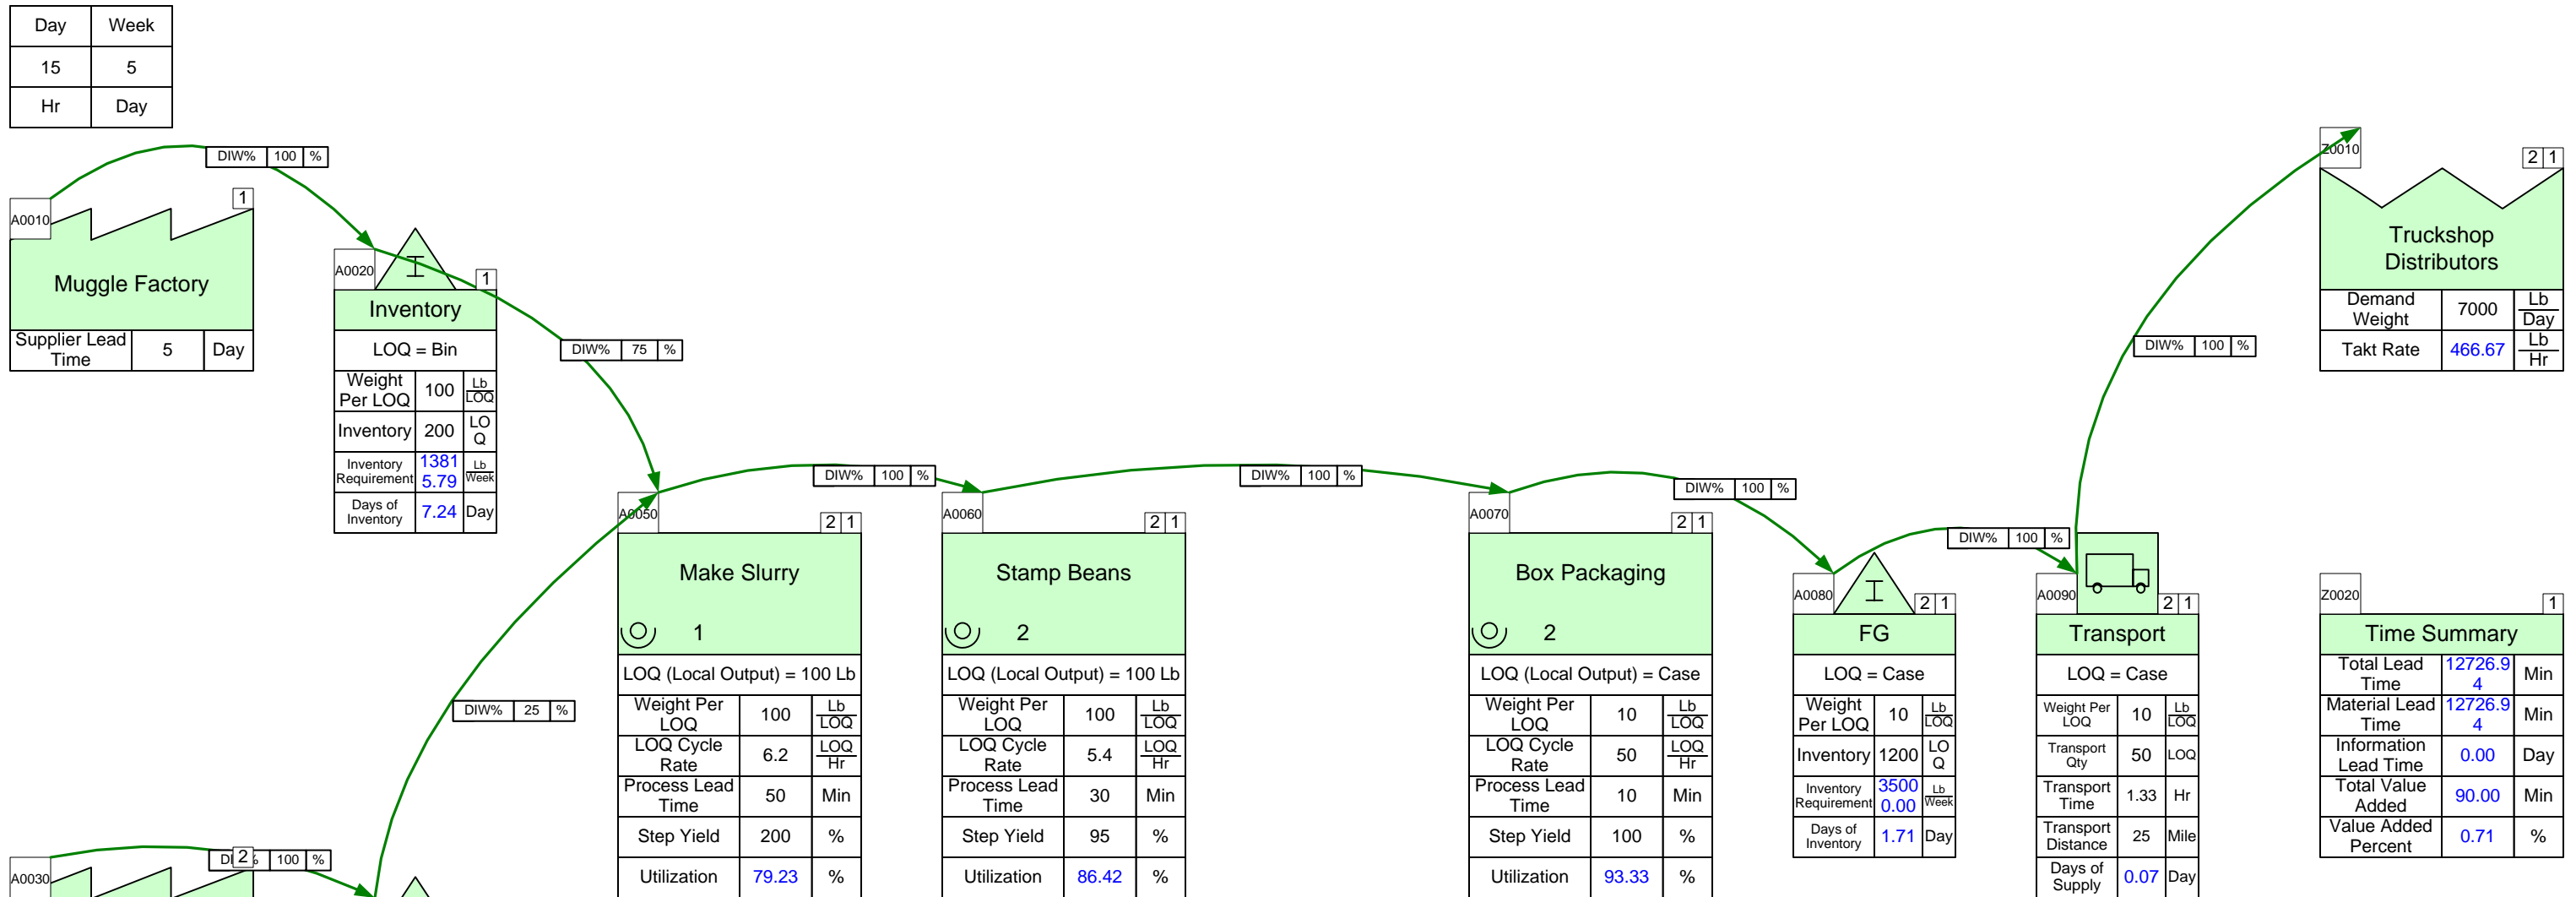 Day Week
15 5
Hr Day
DIW% 100 %
A0010
1
Muggle Factory
Supplier Lead
Time
5 Day
A0020
I
1
Inventory
LOQ = Bin
Weight
Per LOQ
100
Lb
LOQ
Inventory
200
LO
Q
Inventory
Requirement
1381
5.79
Lb
Week
Days of
Inventory
7.24 Day
DIW% 75 %
DIW% 25 %
A0030
2
DIW% 100 %
A0050
2 1
Make Slurry
1
LOQ (Local Output) = 100 Lb
Weight Per
LOQ
100
Lb
LOQ
LOQ Cycle
Rate
6.2
LOQ
Hr
Process Lead
Time
50 Min
Step Yield 200 %
Utilization 79.23 %
DIW% 100 %
A0060
2 1
Stamp Beans
2
LOQ (Local Output) = 100 Lb
Weight Per
LOQ
100
Lb
LOQ
LOQ Cycle
Rate
5.4
LOQ
Hr
Process Lead
Time
30 Min
Step Yield 95 %
Utilization 86.42 %
DIW% 100 %
A0070
2 1
Box Packaging
2
LOQ (Local Output) = Case
Weight Per
LOQ
10
Lb
LOQ
LOQ Cycle
Rate
50
LOQ
Hr
Process Lead
Time
10 Min
Step Yield 100 %
Utilization 93.33 %
DIW% 100 %
A0080
I
2 1
FG
LOQ = Case
Weight
Per LOQ
10
Lb
LOQ
Inventory
1200
LO
Q
Inventory
Requirement
3500
0.00
Lb
Week
Days of
Inventory
1.71 Day
DIW% 100 %
A0090
2 1
Transport
LOQ = Case
Weight Per
LOQ
10
Lb
LOQ
Transport
Qty
50 LOQ
Transport
Time
1.33 Hr
Transport
Distance
25 Mile
Days of
Supply
0.07 Day
DIW% 100 %
Z0010
2 1
Truckshop
Distributors
Demand
Weight
7000
Lb
Day
Takt Rate
466.67
Lb
Hr
Z0020
1
Time Summary
Total Lead
Time
12726.9
4
Min
Material Lead
Time
12726.9
4
Min
Information
Lead Time
0.00 Day
Total Value
Added
90.00 Min
Value Added
Percent
0.71 %